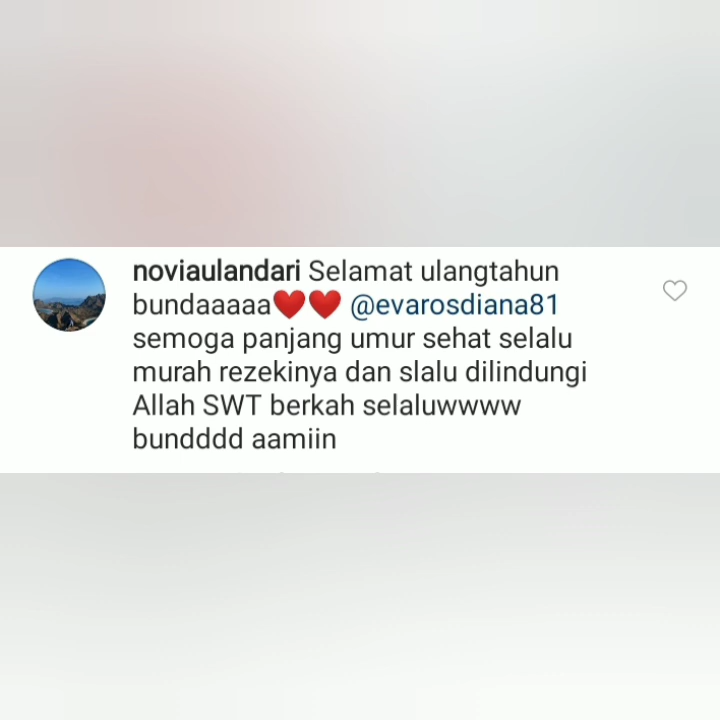 noviaulandari Selamat ulangtahun
bundaaaaa❤️❤️ @evarosdiana81
semoga panjang umur sehat selalu
murah rezekinya dan slalu dilindungi
Allah SWT berkah selaluwwww
bundddd aamiin